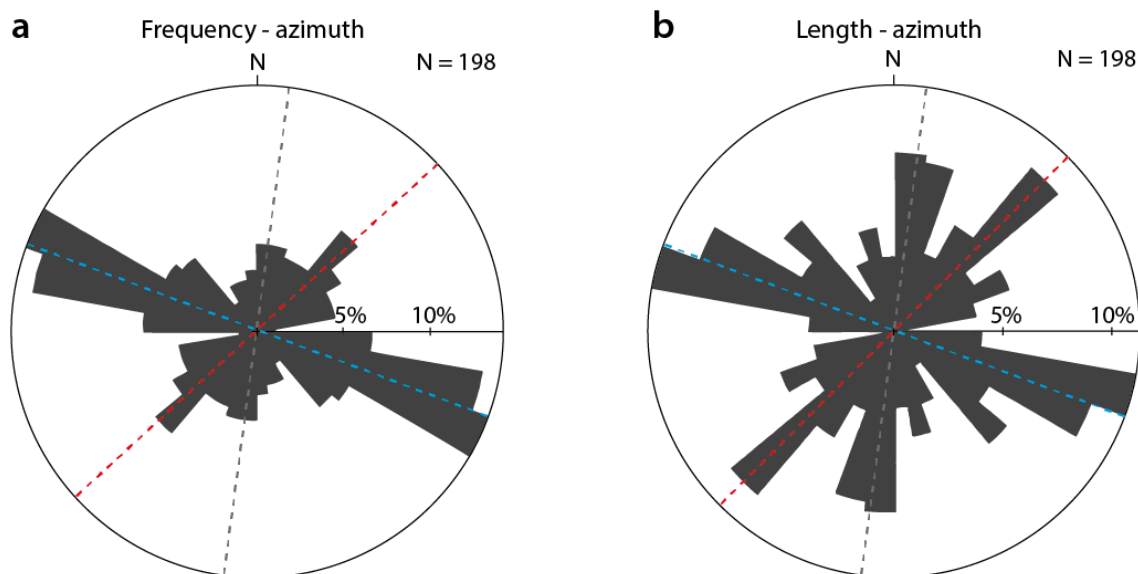 a
Frequency - azimuth
N
N = 198
5%
10%
b
Length - azimuth
N
N = 198
5%
10%